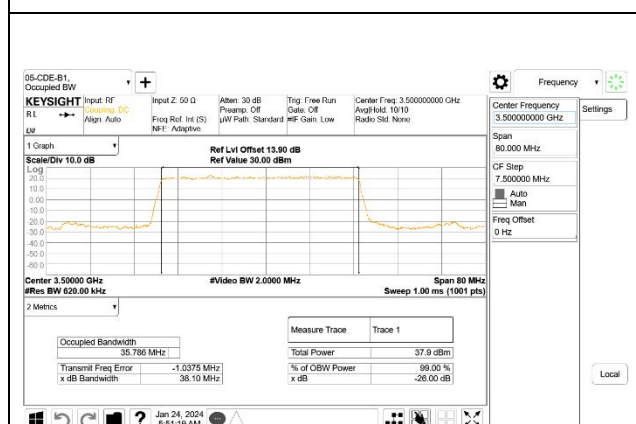 05-CDE-B1,
Occupied BW
KEYSIGHT
Input: RF
Coupling: DC
Align: Auto
Input Z: 50 Ω
Freq Ref: Int (S)
NFE: Adaptive
Atten: 30 dB
Preamp: Off
µW Path: Standard
Trig: Free Run
Gate: Off
#IF Gain: Low
Center Freq: 3.500000000 GHz
Avg|Hold: 10/10
Radio Std: None
R L
1 Graph
Scale/Div 10.0 dB
Ref Lvl Offset 13.90 dB
Ref Value 30.00 dBm
Log
20.0
10.0
0.00
-10.0
-20.0
-30.0
-40.0
-50.0
-60.0
Center 3.50000 GHz
#Video BW 2.0000 MHz
Span 80 MHz
#Res BW 620.00 kHz
Sweep 1.00 ms (1001 pts)
2 Metrics
Measure Trace
Trace 1
Occupied Bandwidth
35.786 MHz
Total Power
37.9 dBm
Transmit Freq Error
-1.0375 MHz
% of OBW Power
99.00 %
x dB Bandwidth
38.10 MHz
x dB
-26.00 dB
Jan 24, 2024
5:51:19 AM
Frequency
Center Frequency
3.500000000 GHz
Settings
Span
80.000 MHz
CF Step
7.500000 MHz
Auto
Man
Freq Offset
0 Hz
Local